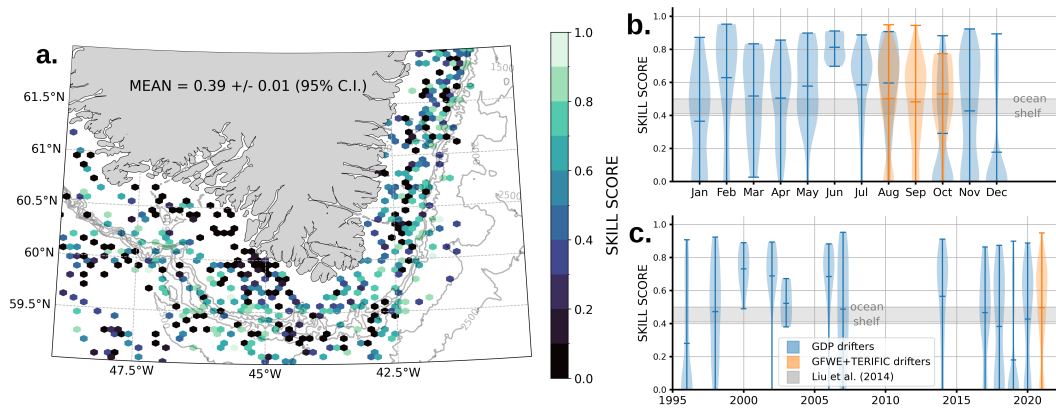 a.
MEAN = 0.39 +/- 0.01 (95% C.I.)
61.5°N
61°N
60.5°N
60°N
59.5°N
47.5°W
45°W
42.5°W
1500
2500
2500
1.0
0.8
0.6
0.4
0.2
0.0
SKILL SCORE
b.
SKILL SCORE
1.0
0.8
0.6
0.4
0.2
0.0
ocean
shelf
Jan Feb Mar Apr May Jun Jul Aug Sep Oct Nov Dec
c.
SKILL SCORE
1.0
0.8
0.6
0.4
0.2
0.0
ocean
shelf
GDP drifters
GFWE+TERIFIC drifters
Liu et al. (2014)
1995 2000 2005 2010 2015 2020